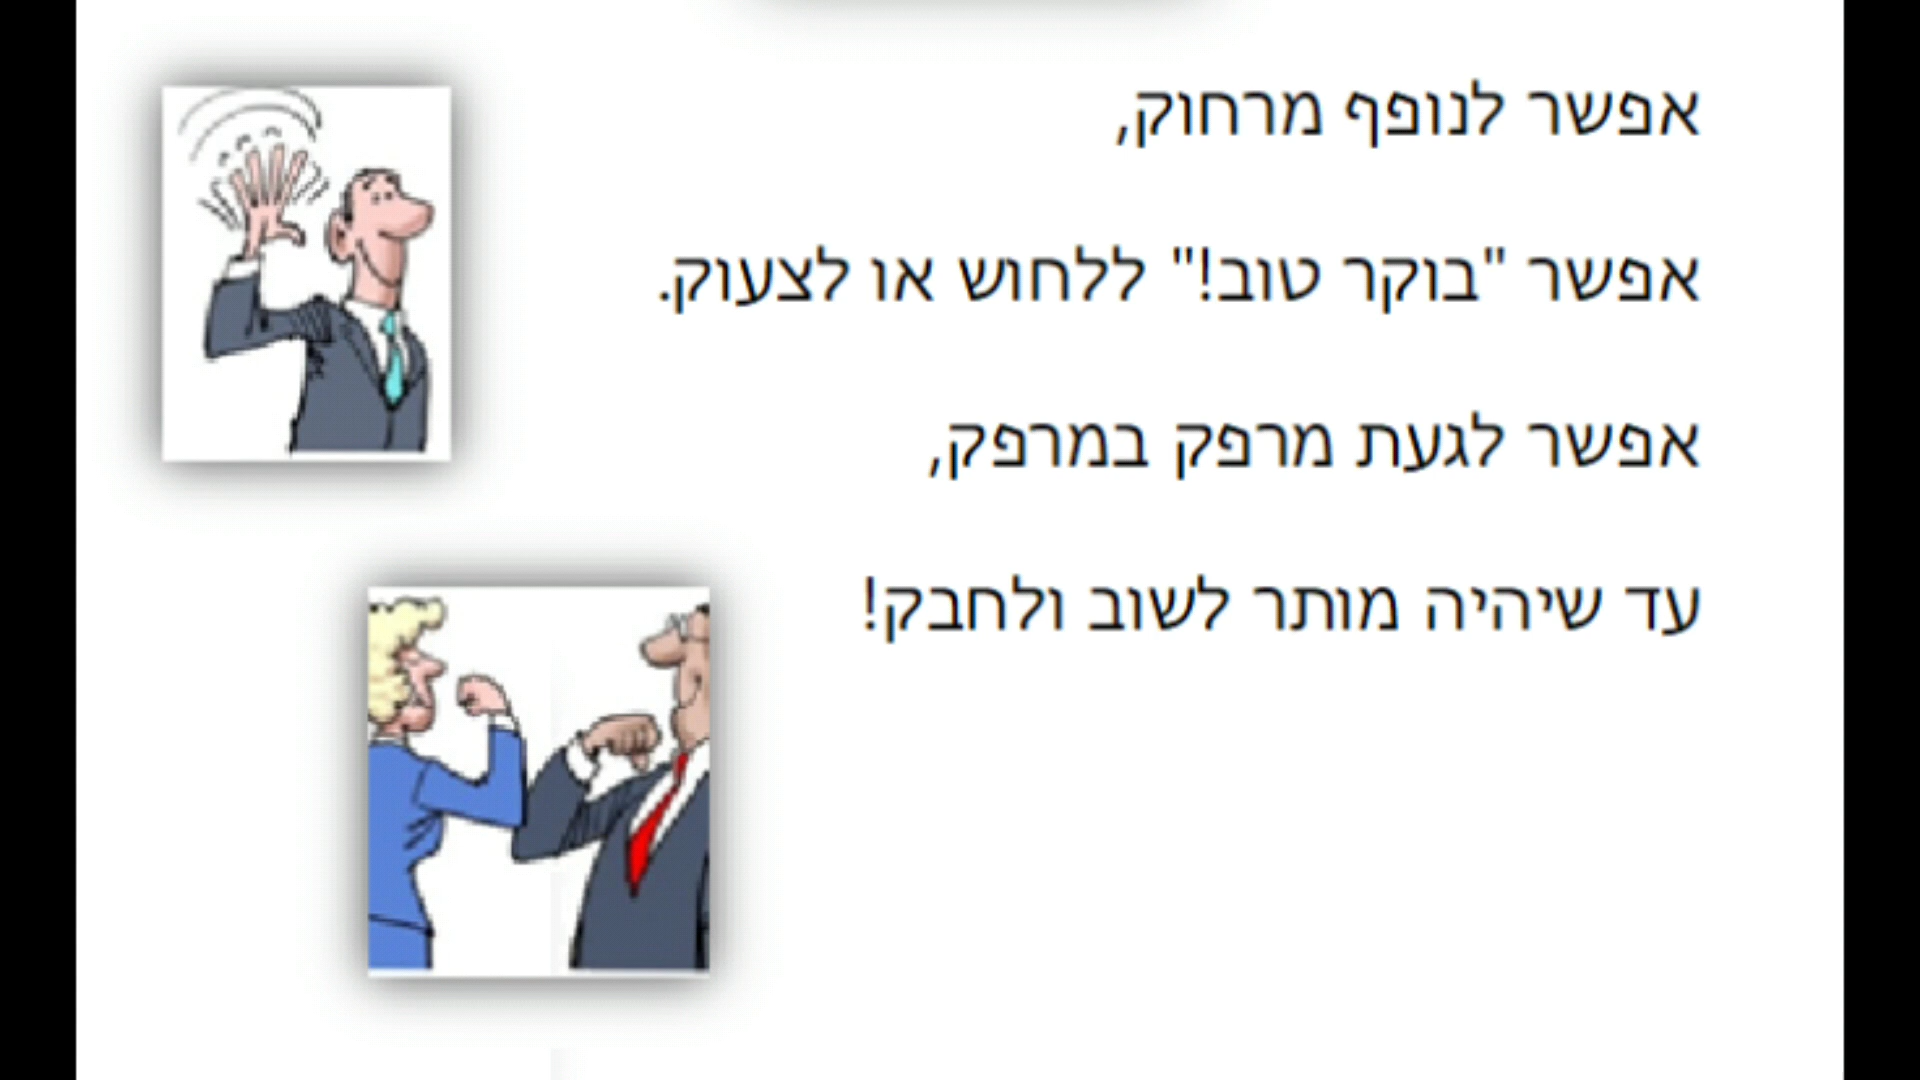 אפשר לנופף מרחוק,
אפשר "בוקר טוב!" ללחוש או לצעוק.
אפשר לגעת מרפק במרפק,
עד שיהיה מותר לשוב ולחבק!